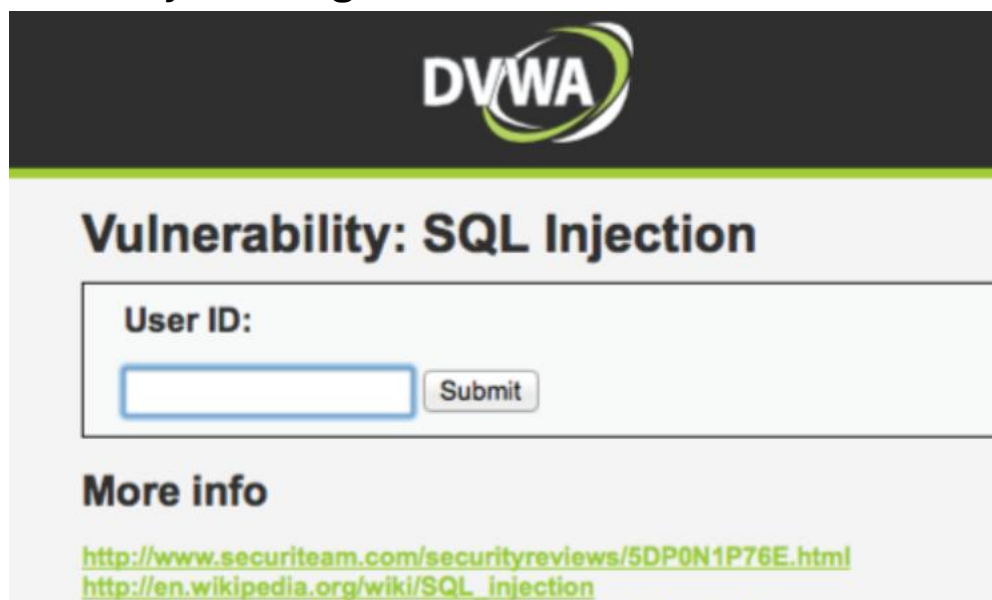 DVWA
Vulnerability: SQL Injection
User ID:
Submit
More info
http://www.securiteam.com/securityreviews/5DP0N1P76E.html
http://en.wikipedia.org/wiki/SQL_injection